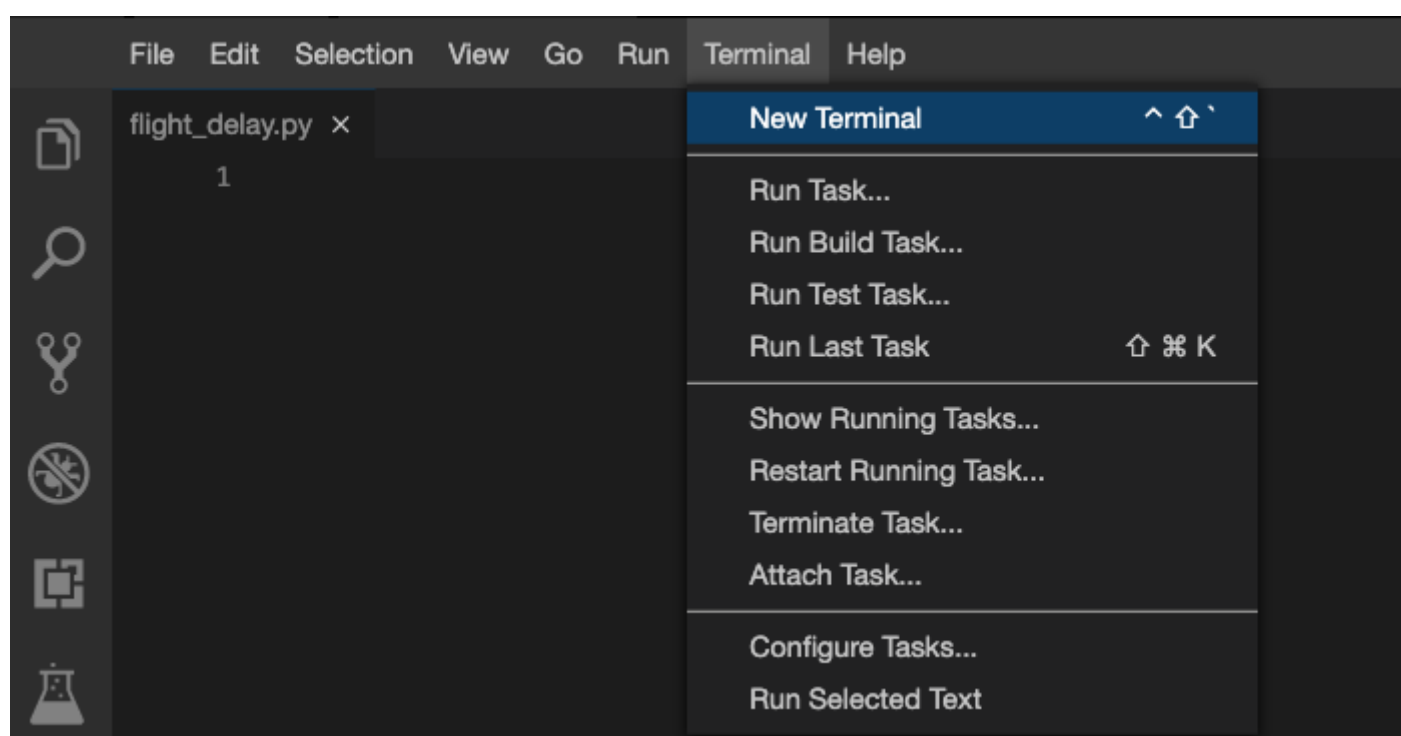 File Edit Selection View Go Run Terminal Help
flight_delay.py ×
1
New Terminal ^⇧`
Run Task...
Run Build Task...
Run Test Task...
Run Last Task ⇧⌘K
Show Running Tasks...
Restart Running Task...
Terminate Task...
Attach Task...
Configure Tasks...
Run Selected Text